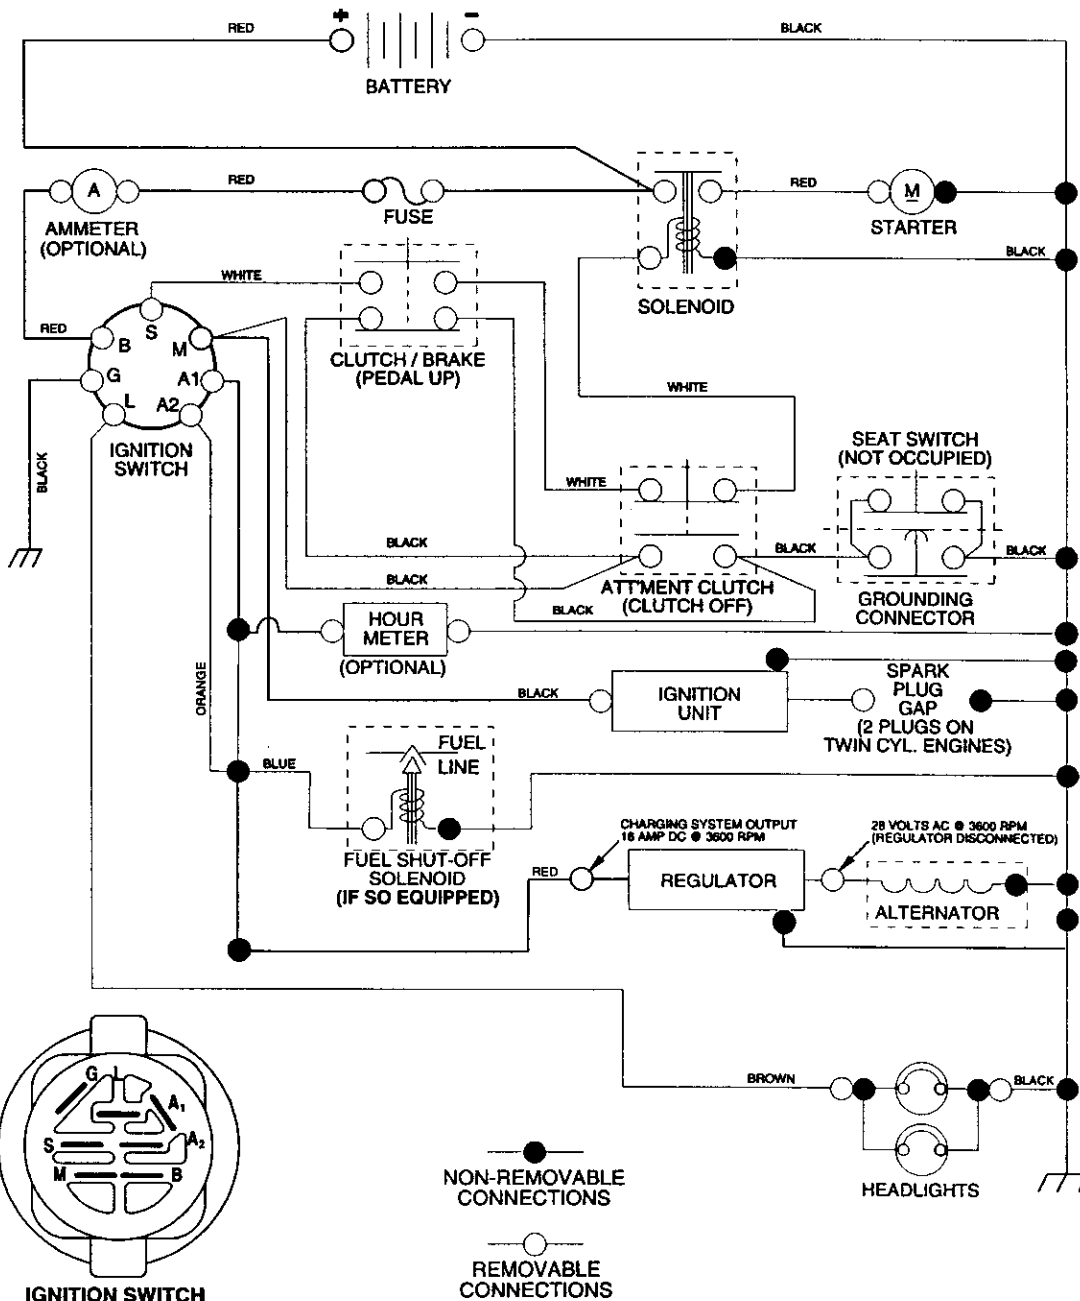 + -
RED
BLACK
BATTERY
A
RED
FUSE
RED
M
STARTER
AMMETER
(OPTIONAL)
BLACK
SOLENOID
WHITE
S
RED
B
M
G
A1
L
A2
IGNITION
SWITCH
CLUTCH / BRAKE
(PEDAL UP)
WHITE
BLACK
SEAT SWITCH
(NOT OCCUPIED)
WHITE
BLACK
BLACK
BLACK
BLACK
ATT'MENT CLUTCH
(CLUTCH OFF)
BLACK
GROUNDING
CONNECTOR
HOUR
METER
(OPTIONAL)
ORANGE
BLACK
IGNITION
UNIT
SPARK
PLUG
GAP
(2 PLUGS ON
TWIN CYL. ENGINES)
BLUE
FUEL
LINE
FUEL SHUT-OFF
SOLENOID
(IF SO EQUIPPED)
CHARGING SYSTEM OUTPUT
16 AMP DC @ 3600 RPM
28 VOLTS AC @ 3600 RPM
(REGULATOR DISCONNECTED)
RED
REGULATOR
ALTERNATOR
BROWN
BLACK
HEADLIGHTS
G L
A1
A2
S
M B
IGNITION SWITCH
NON-REMOVABLE
CONNECTIONS
REMOVABLE
CONNECTIONS